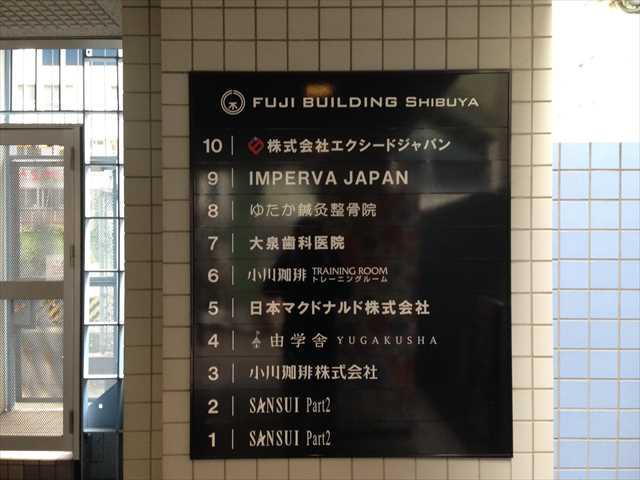 FUJI BUILDING SHIBUYA
10 株式会社エクシードジャパン
9 IMPERVA JAPAN
8 ゆたか鍼灸整骨院
7 大泉歯科医院
6 小川珈琲 TRAINING ROOM
トレーニングルーム
5 日本マクドナルド株式会社
4 由学舎 YUGAKUSHA
3 小川珈琲株式会社
2 SANSUI Part2
1 SANSUI Part2